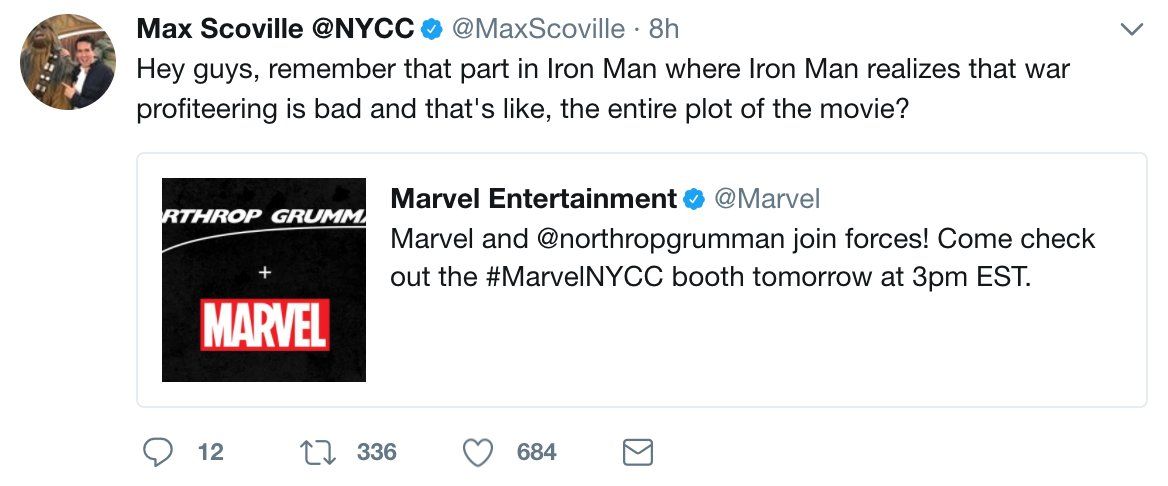 Max Scoville @NYCC @MaxScoville · 8h
Hey guys, remember that part in Iron Man where Iron Man realizes that war
profiteering is bad and that's like, the entire plot of the movie?
RTHROP GRUMMA
+
MARVEL
Marvel Entertainment @Marvel
Marvel and @northropgrumman join forces! Come check
out the #MarvelNYCC booth tomorrow at 3pm EST.
12 336 684